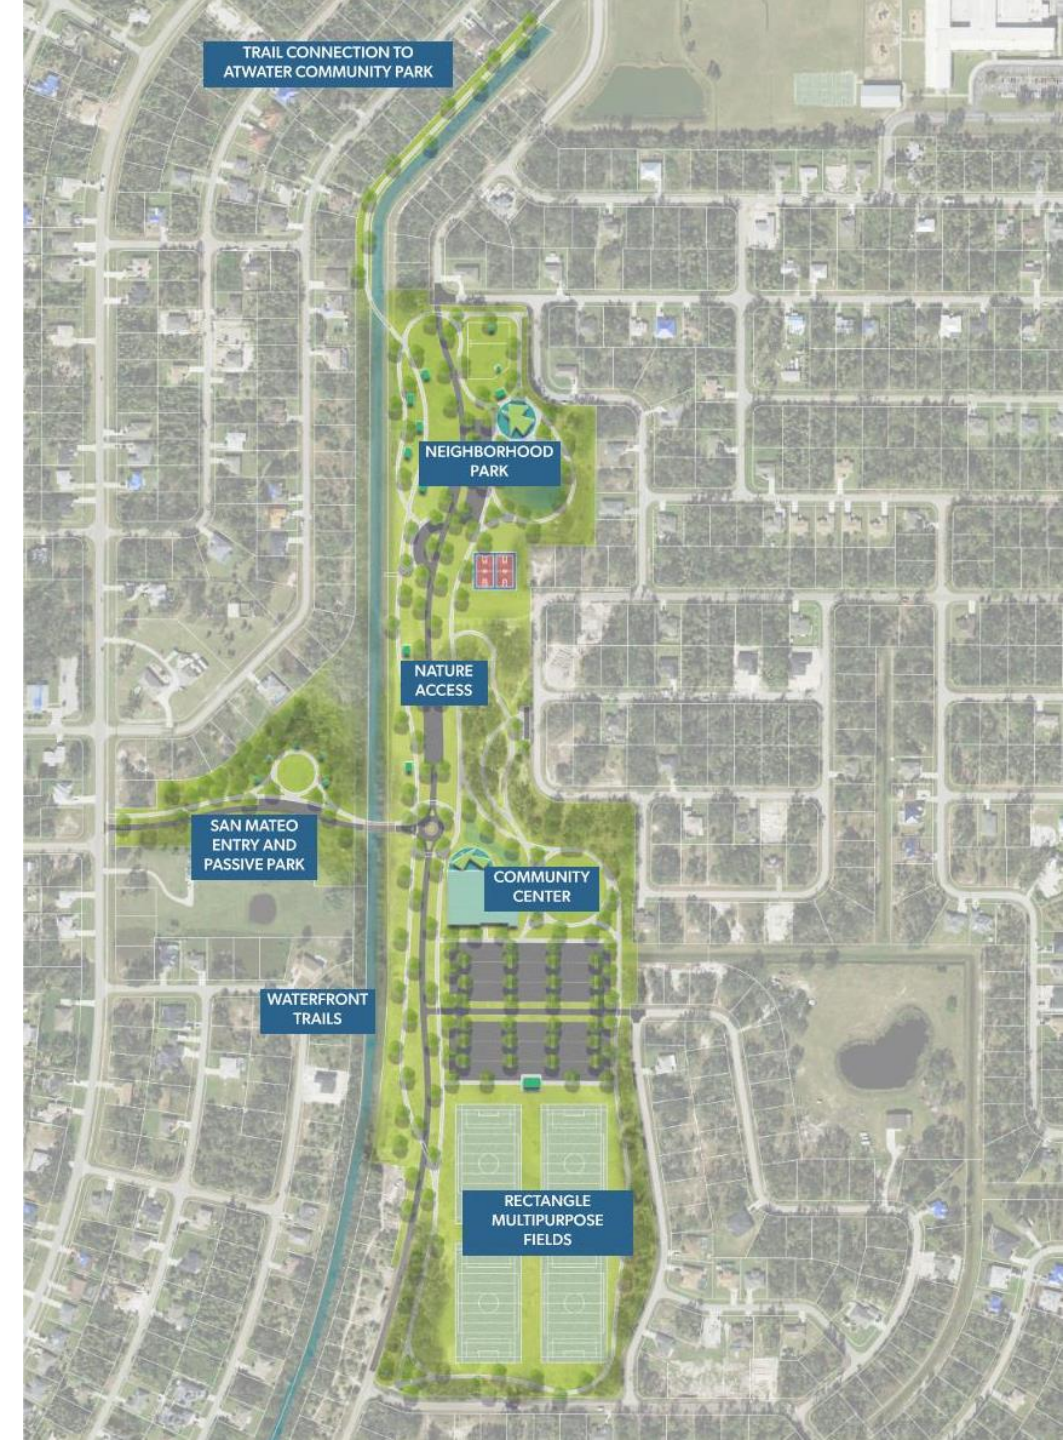 TRAIL CONNECTION TO
ATWATER COMMUNITY PARK
NEIGHBORHOOD
PARK
NATURE
ACCESS
SAN MATEO
ENTRY AND
PASSIVE PARK
COMMUNITY
CENTER
WATERFRONT
TRAILS
RECTANGLE
MULTIPURPOSE
FIELDS